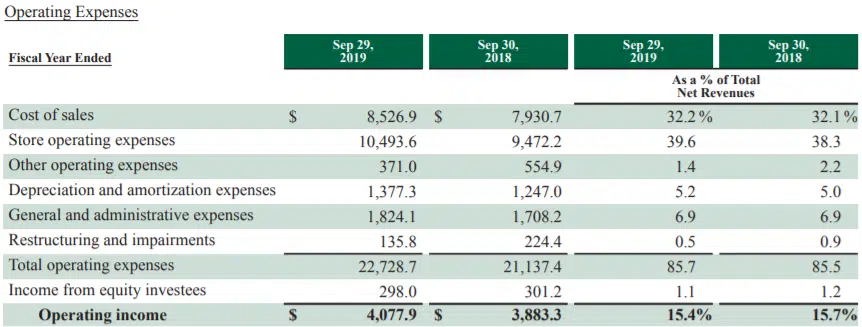 Operating Expenses
Fiscal Year Ended Sep 29, 2019 Sep 30, 2018 Sep 29, 2019 Sep 30, 2018
As a % of Total
Net Revenues
Cost of sales $ 8,526.9 $ 7,930.7 32.2 % 32.1 %
Store operating expenses 10,493.6 9,472.2 39.6 38.3
Other operating expenses 371.0 554.9 1.4 2.2
Depreciation and amortization expenses 1,377.3 1,247.0 5.2 5.0
General and administrative expenses 1,824.1 1,708.2 6.9 6.9
Restructuring and impairments 135.8 224.4 0.5 0.9
Total operating expenses 22,728.7 21,137.4 85.7 85.5
Income from equity investees 298.0 301.2 1.1 1.2
Operating income $ 4,077.9 $ 3,883.3 15.4% 15.7%